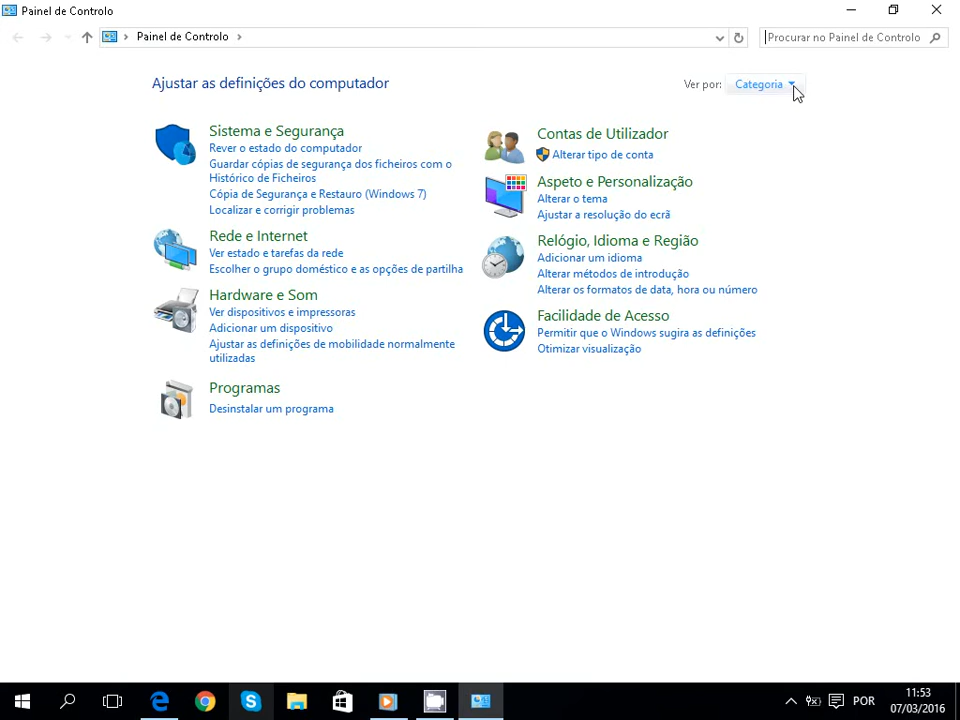 Painel de Controlo
Painel de Controlo
Procurar no Painel de Controlo
Ajustar as definições do computador
Ver por: Categoria
Sistema e Segurança
Rever o estado do computador
Guardar cópias de segurança dos ficheiros com o
Histórico de Ficheiros
Cópia de Segurança e Restauro (Windows 7)
Localizar e corrigir problemas
Rede e Internet
Ver estado e tarefas da rede
Escolher o grupo doméstico e as opções de partilha
Hardware e Som
Ver dispositivos e impressoras
Adicionar um dispositivo
Ajustar as definições de mobilidade normalmente
utilizadas
Programas
Desinstalar um programa
Contas de Utilizador
Alterar tipo de conta
Aspeto e Personalização
Alterar o tema
Ajustar a resolução do ecrã
Relógio, Idioma e Região
Adicionar um idioma
Alterar métodos de introdução
Alterar os formatos de data, hora ou número
Facilidade de Acesso
Permitir que o Windows sugira as definições
Otimizar visualização
POR
11:53
07/03/2016